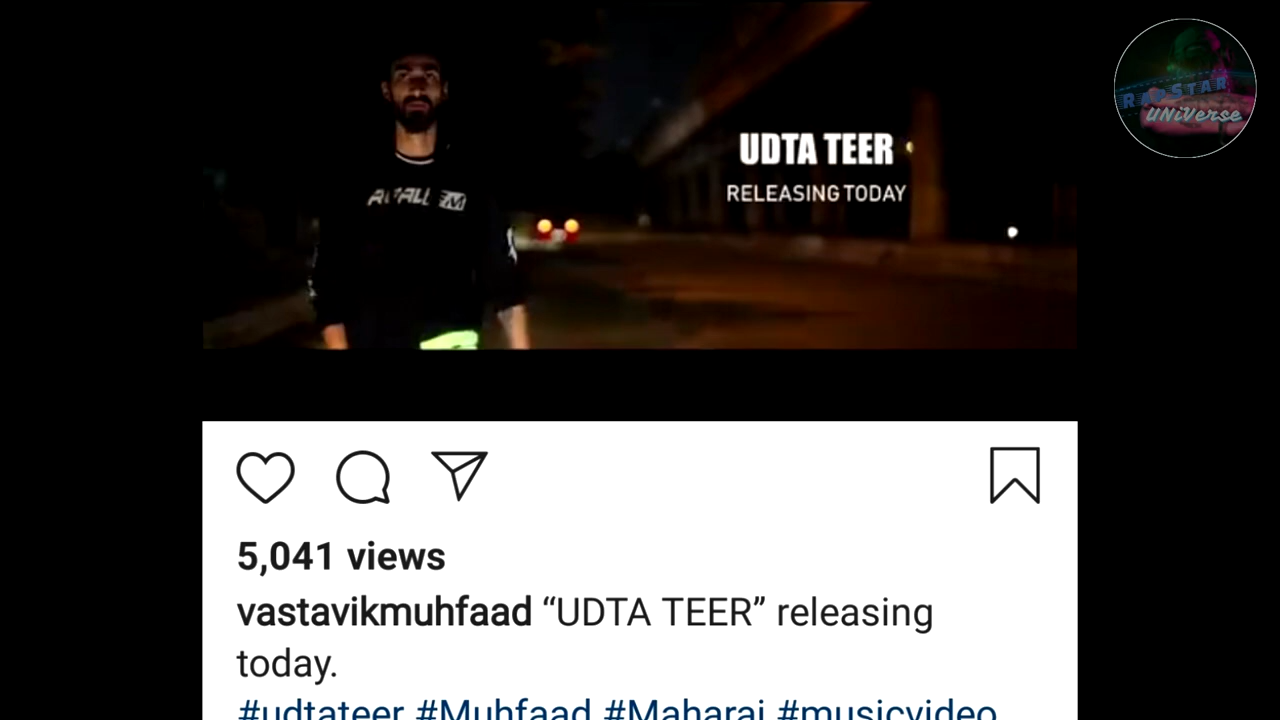 RAPSTAR
UNiVerse
UDTA TEER
RELEASING TODAY
5,041 views
vastavikmuhfaad “UDTA TEER” releasing
today.
#udtateer #Muhfaad #Maharaj #musicvideo